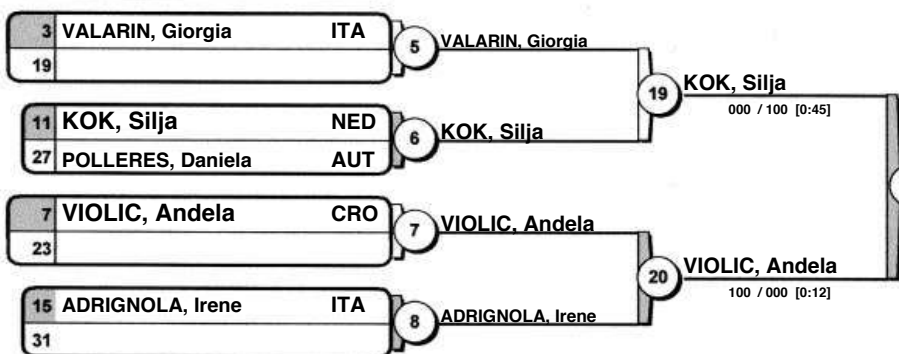 3 VALARIN, Giorgia ITA
19
5 VALARIN, Giorgia
11 KOK, Silja NED
27 POLLERES, Daniela AUT
6 KOK, Silja
19 KOK, Silja
000 / 100 [0:45]
7 VIOLIC, Andela CRO
23
7 VIOLIC, Andela
15 ADRIGNOLA, Irene ITA
31
8 ADRIGNOLA, Irene
20 VIOLIC, Andela
100 / 000 [0:12]